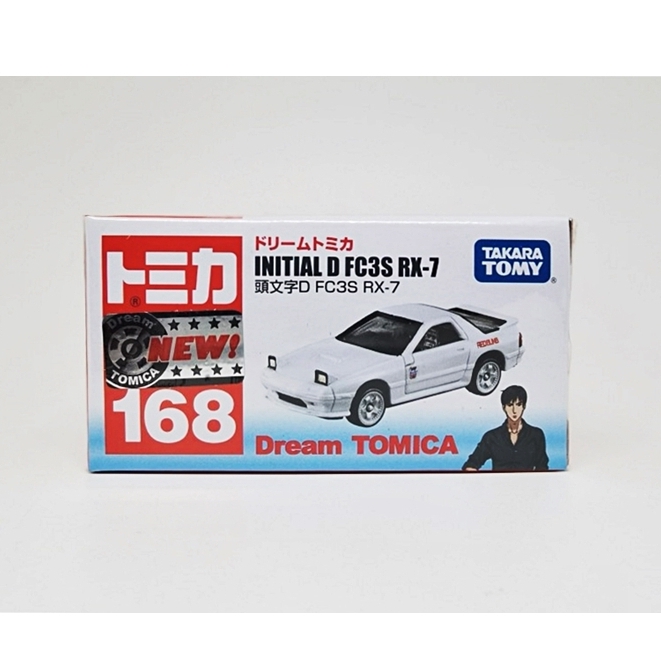 トミカ
®
Dream
NEW!
TOMICA
168
ドリームトミカ
INITIAL D FC3S RX-7
頭文字D FC3S RX-7
TAKARA
TOMY
®
REDSUNS
Dream TOMICA